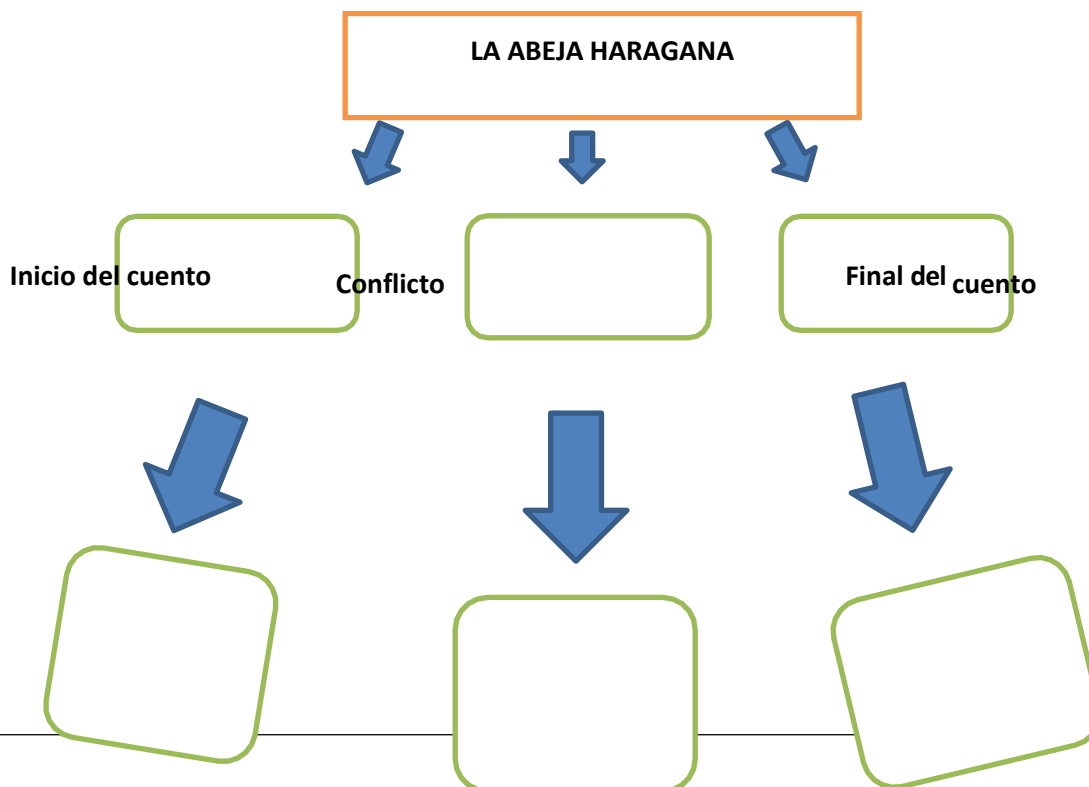 LA ABEJA HARAGANA
Inicio del cuento
Conflicto
Final del cuento